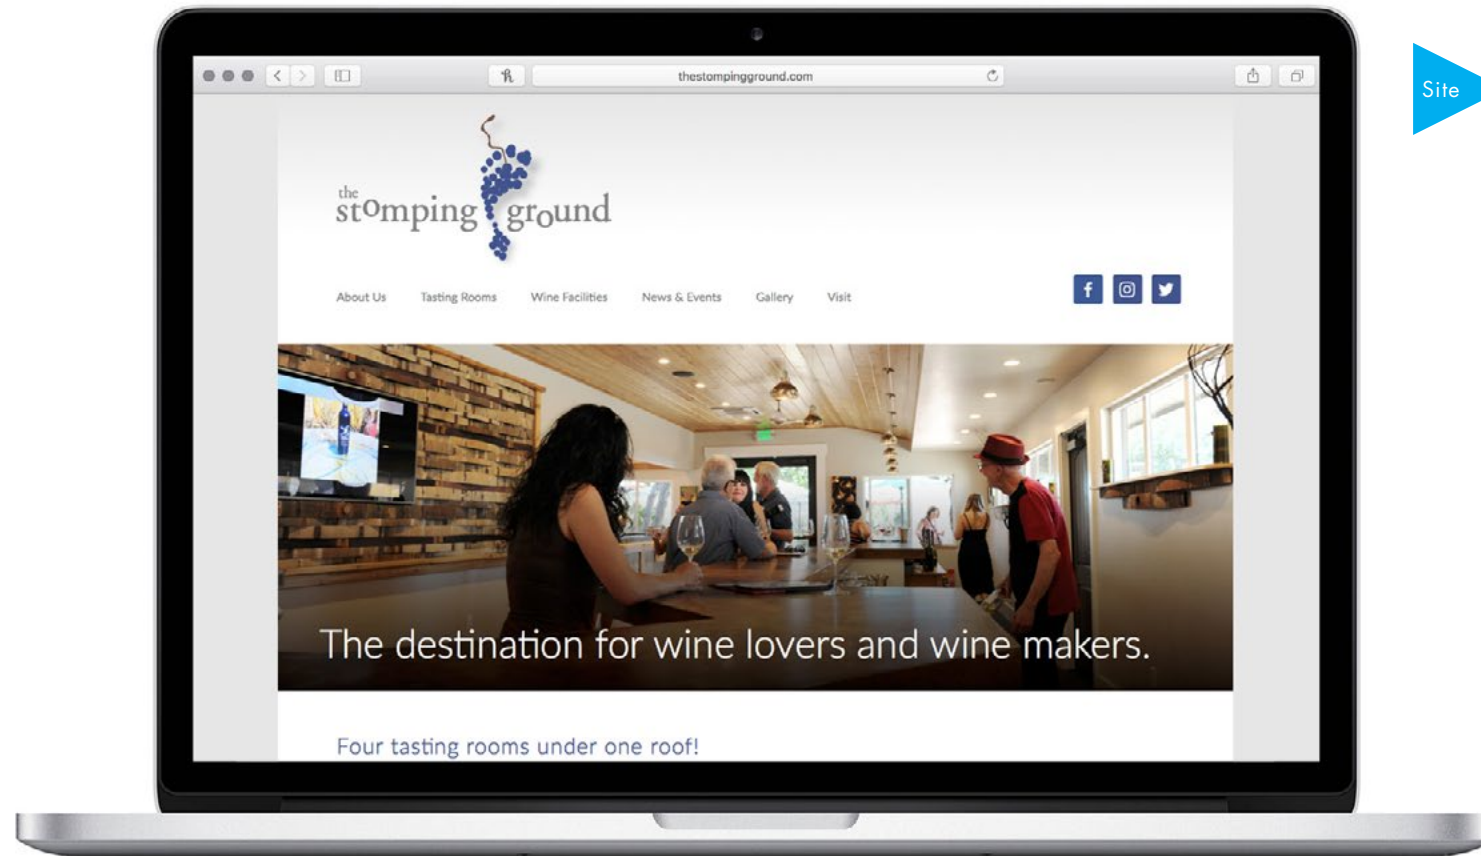 thestompingground.com
Site
the
stomping ground
About Us Tasting Rooms Wine Facilities News & Events Gallery Visit
The destination for wine lovers and wine makers.
Four tasting rooms under one roof!